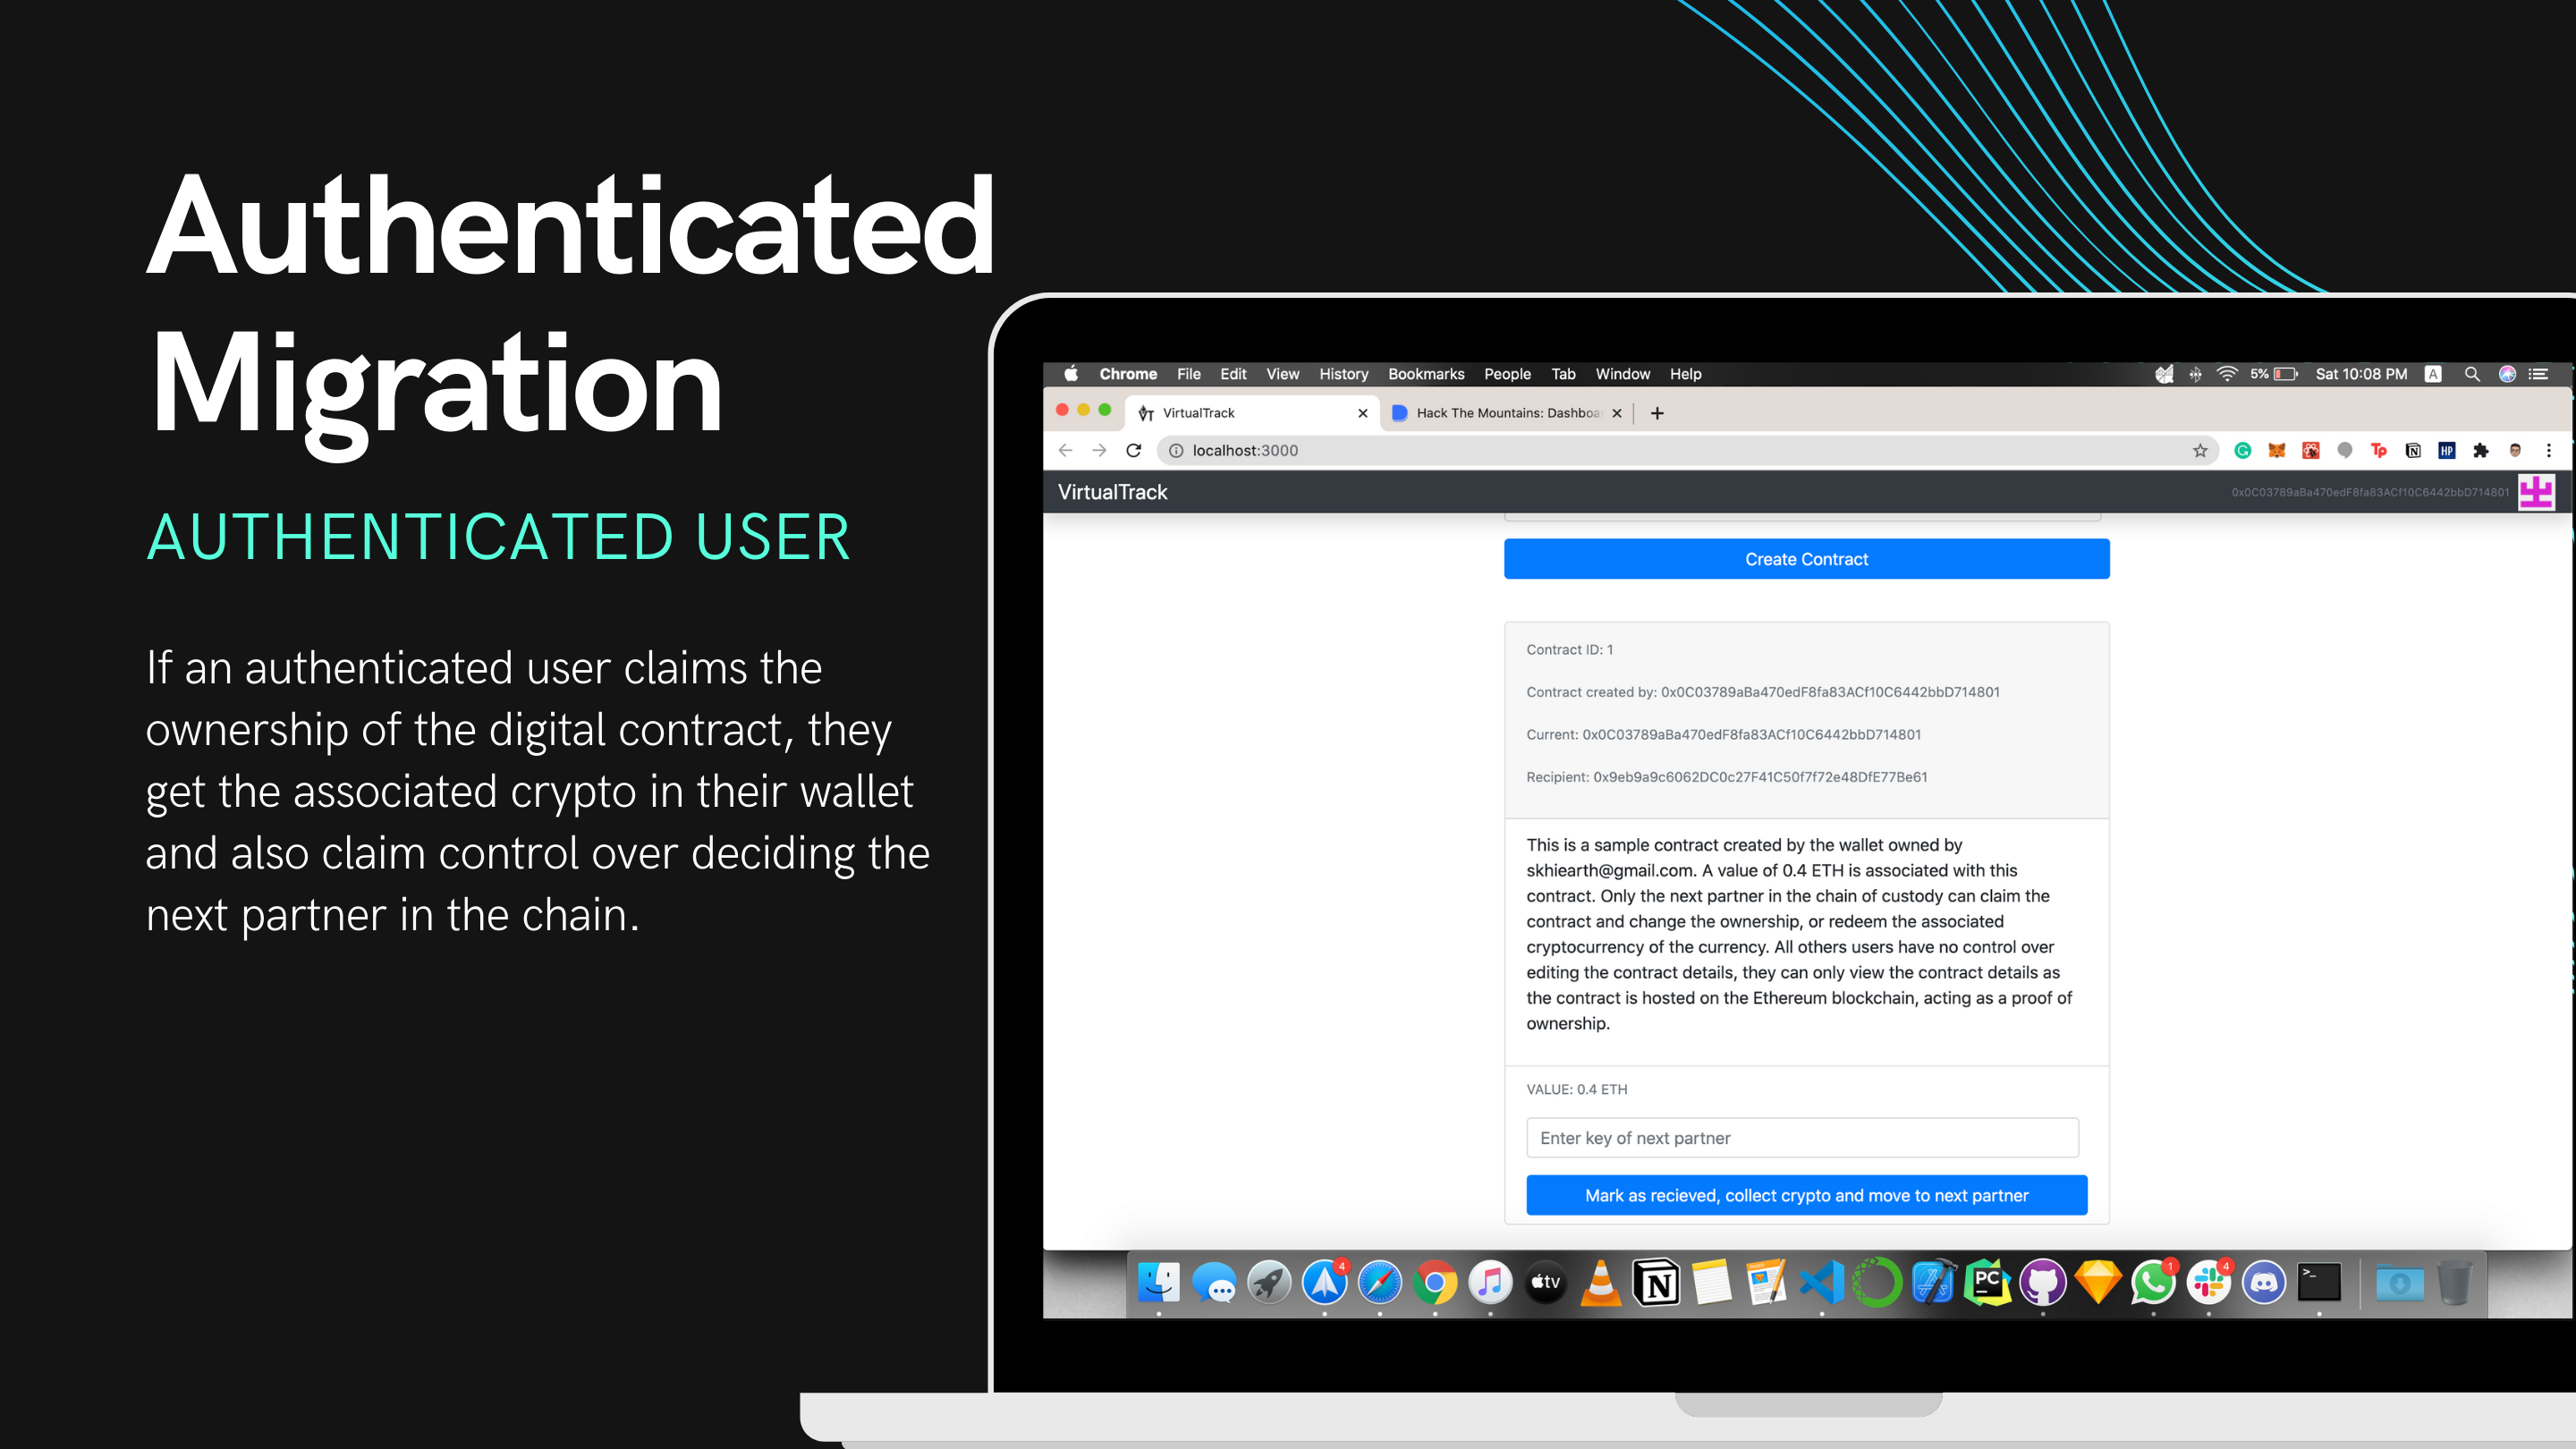 Authenticated
Migration
AUTHENTICATED USER
If an authenticated user claims the
ownership of the digital contract, they
get the associated crypto in their wallet
and also claim control over deciding the
next partner in the chain.
Chrome File Edit View History Bookmarks People Tab Window Help 5% Sat 10:08 PM A
VT VirtualTrack Hack The Mountains: Dashboa
localhost:3000 Tp N HP
VirtualTrack 0x0C03789aBa470edF8fa83ACf10C6442bbD714801
Create Contract
Contract ID: 1
Contract created by: 0x0C03789aBa470edF8fa83ACf10C6442bbD714801
Current: 0x0C03789aBa470edF8fa83ACf10C6442bbD714801
Recipient: 0x9eb9a9c6062DC0c27F41C50f7f72e48DfE77Be61
This is a sample contract created by the wallet owned by
skhiearth@gmail.com. A value of 0.4 ETH is associated with this
contract. Only the next partner in the chain of custody can claim the
contract and change the ownership, or redeem the associated
cryptocurrency of the currency. All others users have no control over
editing the contract details, they can only view the contract details as
the contract is hosted on the Ethereum blockchain, acting as a proof of
ownership.
VALUE: 0.4 ETH
Enter key of next partner
Mark as recieved, collect crypto and move to next partner
4 tv N PC 1 4 >_